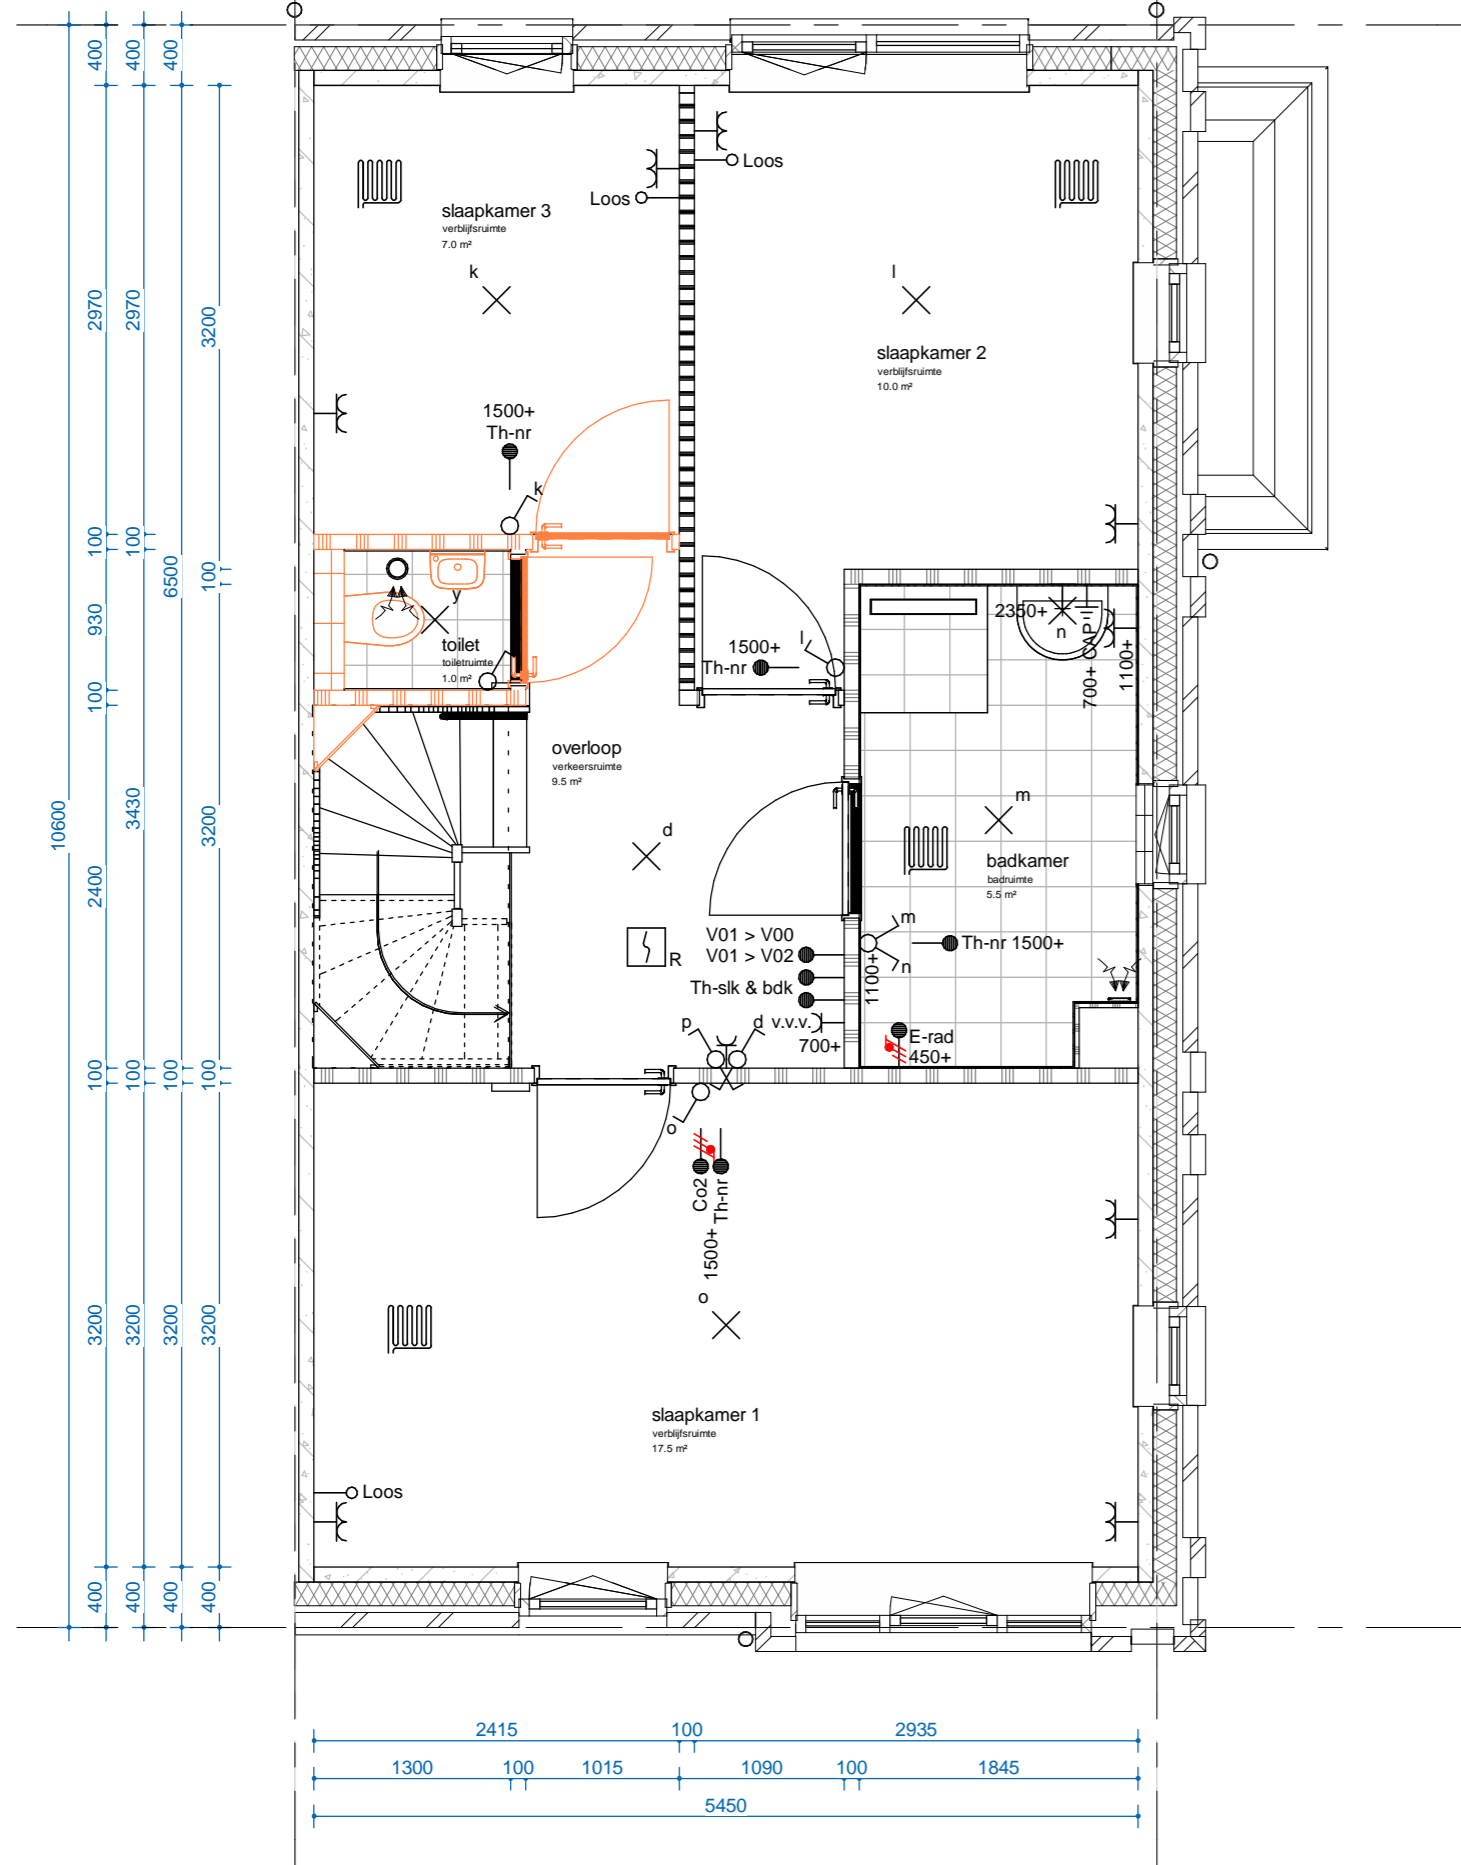 400
400
400
Loos
Loos
slaapkamer 3
verblijfsruimte
7.0 m²
k
l
2970
2970
3200
slaapkamer 2
verblijfsruimte
10.0 m²
1500+
Th-nr
k
100
100
6500
100
930
y
toilet
toiletruimte
1.0 m²
1500+
Th-nr
l
2350+
n
700+ CAP
1100+
100
overloop
verkeersruimte
9.5 m²
10600
3430
3200
2400
d
m
badkamer
badruimte
5.5 m²
R
V01 > V00
V01 > V02
Th-slk & bdk
v.v.v.
700+
1100+
m
n
Th-nr 1500+
E-rad
450+
p
d
100
100
100
100
o
Co2
Th-nr
1500+
o
3200
3200
3200
3200
slaapkamer 1
verblijfsruimte
17.5 m²
Loos
400
400
400
400
2415
100
2935
1300
100
1015
1090
100
1845
5450